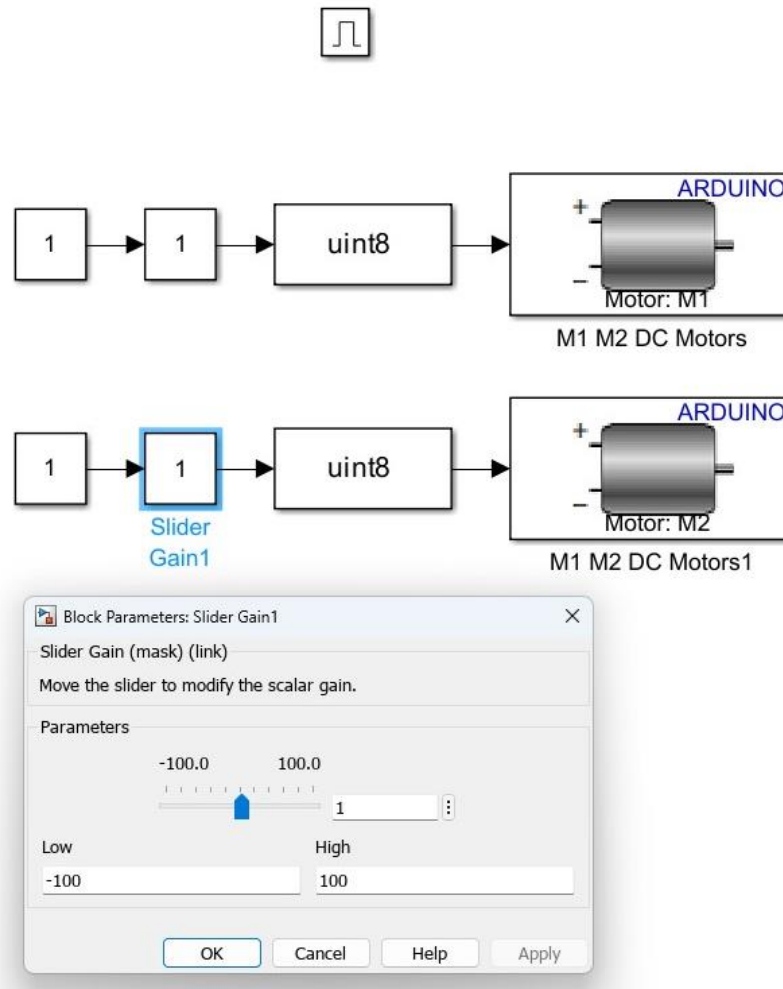 ARDUINO
1
1
uint8
Motor: M1
M1 M2 DC Motors
ARDUINO
1
1
uint8
Motor: M2
Slider
Gain1
M1 M2 DC Motors1
Block Parameters: Slider Gain1
Slider Gain (mask) (link)
Move the slider to modify the scalar gain.
Parameters
-100.0 100.0
1
Low High
-100 100
OK Cancel Help Apply